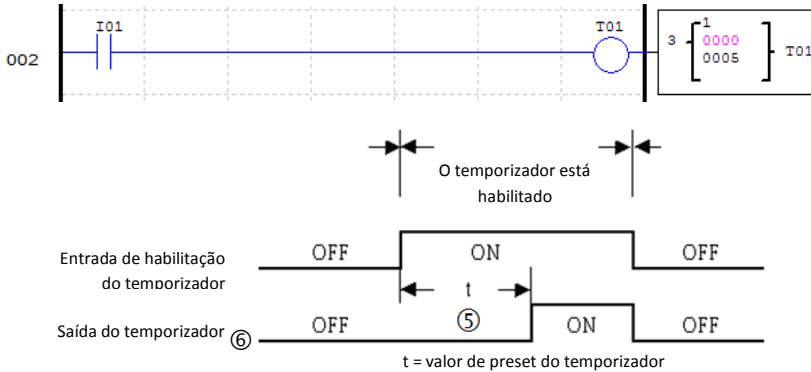 I01
T01
002
3
1
0000
0005
T01
O temporizador está
habilitado
Entrada de habilitação
do temporizador
OFF
ON
OFF
t
⑤
Saída do temporizador ⑥
OFF
ON
OFF
t = valor de preset do temporizador